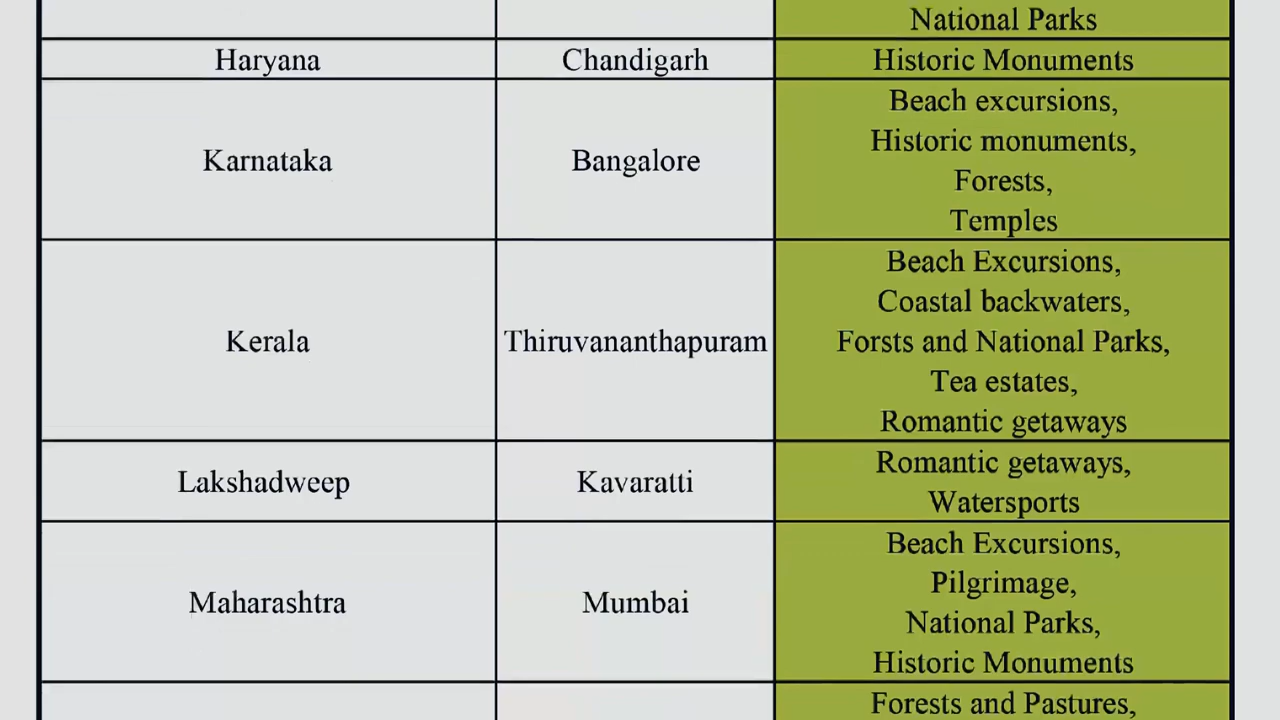 National Parks
Haryana Chandigarh Historic Monuments
Karnataka Bangalore Beach excursions,
Historic monuments,
Forests,
Temples
Kerala Thiruvananthapuram Beach Excursions,
Coastal backwaters,
Forsts and National Parks,
Tea estates,
Romantic getaways
Lakshadweep Kavaratti Romantic getaways,
Watersports
Maharashtra Mumbai Beach Excursions,
Pilgrimage,
National Parks,
Historic Monuments
Forests and Pastures,